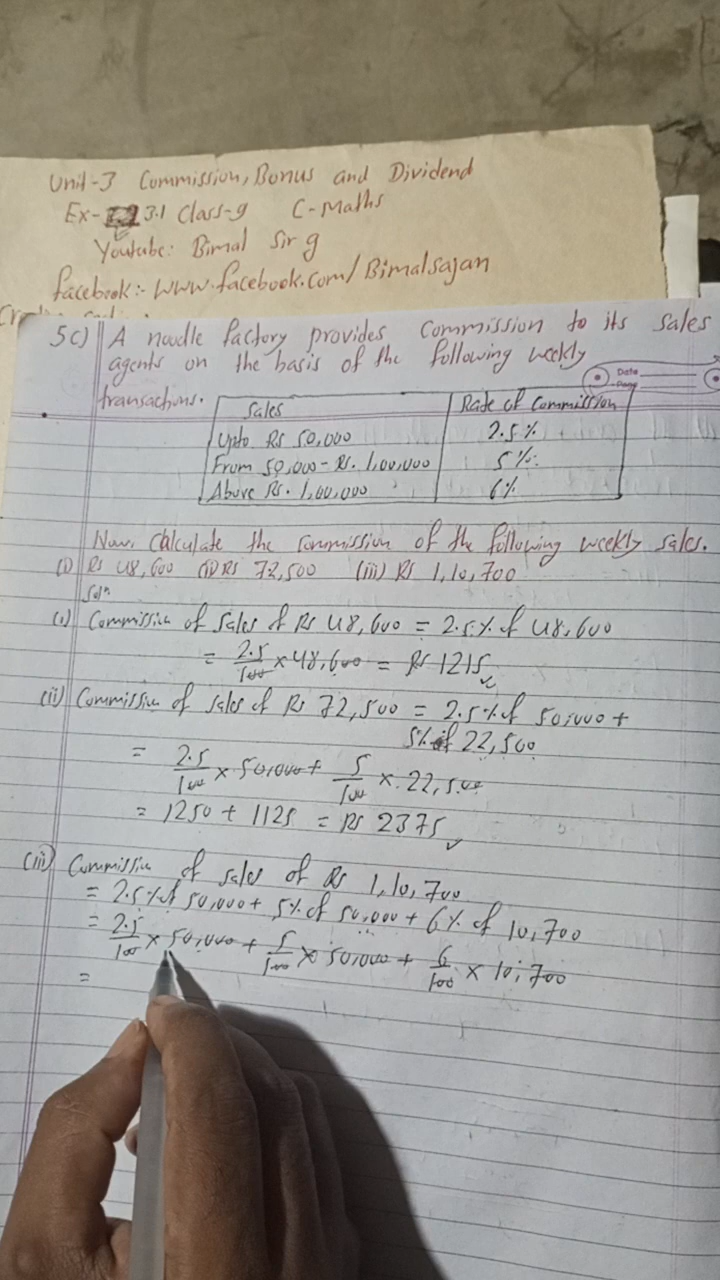 Unit-3 Commission, Bonus and Dividend
Ex- 3.1 Class-9 C-Maths
Youtube: Bimal Sir g
facebook:- www.facebook.com/Bimalsajan
5c) A noodle factory provides commission to its sales
agents on the basis of the following weekly
Date
Page
transactions.
Sales Rate of Commission
Upto Rs 50,000 2.5%
From 50,000 - Rs. 1,00,000 5%
Above Rs. 1,00,000 6%
Now, Calculate the commission of the following weekly sales.
(i) Rs 48,600 (ii) Rs 72,500 (iii) Rs 1,10,700
Solⁿ
(i) Commission of sales of Rs 48,600 = 2.5% of 48,600
= 2.5/100 × 48,600 = Rs 1215
(ii) Commission of sales of Rs 72,500 = 2.5% of 50,000 +
5% of 22,500
= 2.5/100 × 50,000 + 5/100 × 22,500
= 1250 + 1125 = Rs 2375
(iii) Commission of sales of Rs 1,10,700
= 2.5% of 50,000 + 5% of 50,000 + 6% of 10,700
= 2.5/100 × 50,000 + 5/100 × 50,000 + 6/100 × 10,700
=